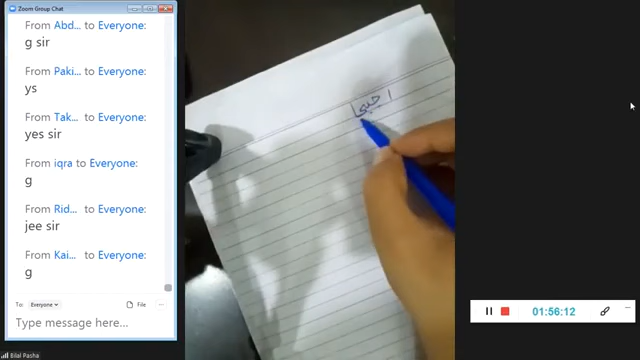 Zoom Group Chat
From Abd... to Everyone:
g sir
From Paki... to Everyone:
ys
From Tak... to Everyone:
yes sir
From iqra to Everyone:
g
From Rid... to Everyone:
jee sir
From Kai... to Everyone:
g
To: Everyone File ...
Type message here...
Bilal Pasha
01:56:12